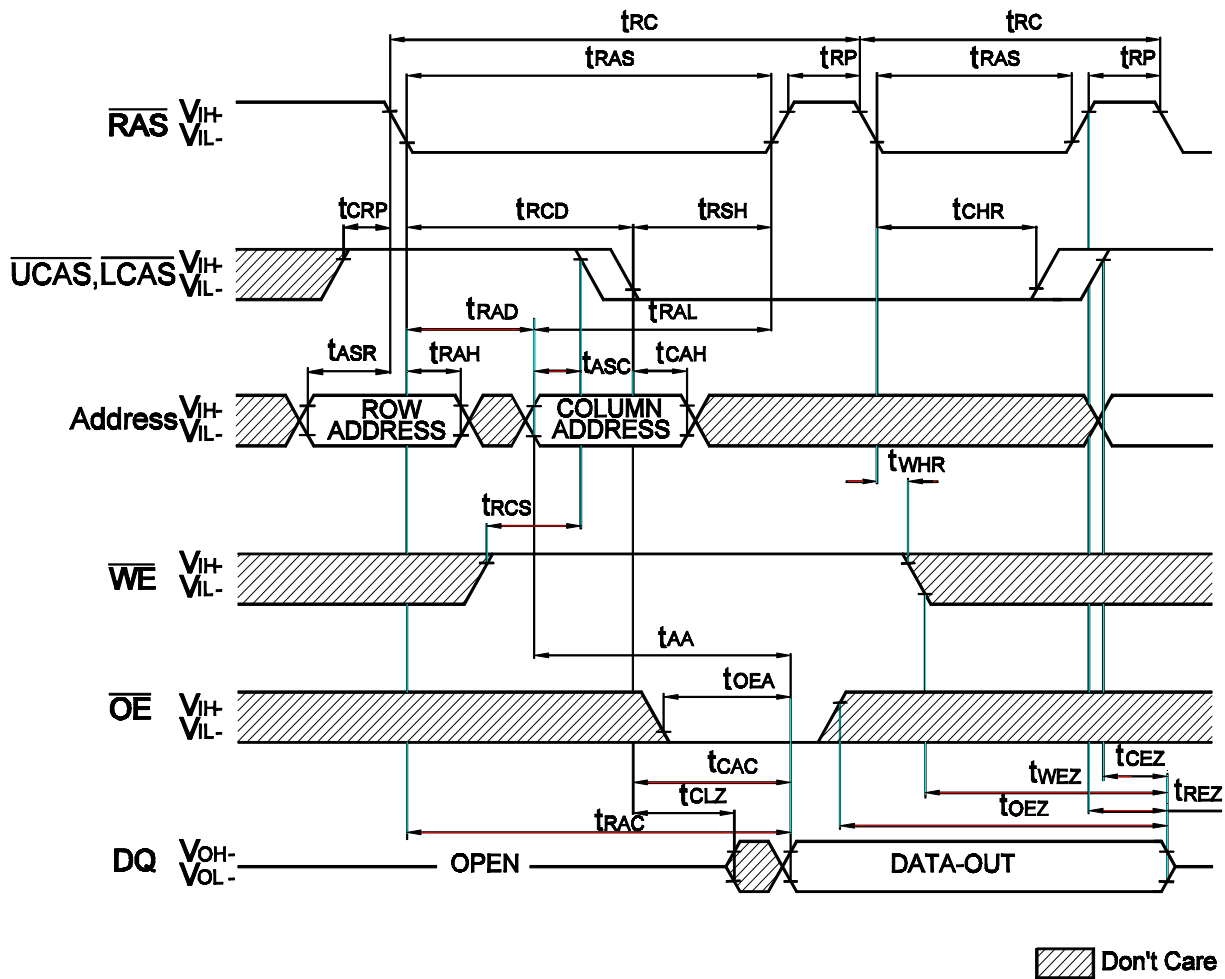 tRC tRC
tRAS tRP tRAS tRP
RAS VIH-
VIL-
tCRP tRCD tRSH tCHR
UCAS,LCAS VIH-
VIL-
tRAD tRAL
tASR tRAH tASC tCAH
Address VIH-
VIL-
ROW
ADDRESS
COLUMN
ADDRESS
tWHR
tRCS
WE VIH-
VIL-
tAA
tOEA
OE VIH-
VIL-
tCAC tWEZ tCEZ
tCLZ tOEZ tREZ
tRAC
DQ VOH-
VOL-
OPEN DATA-OUT
Don't Care